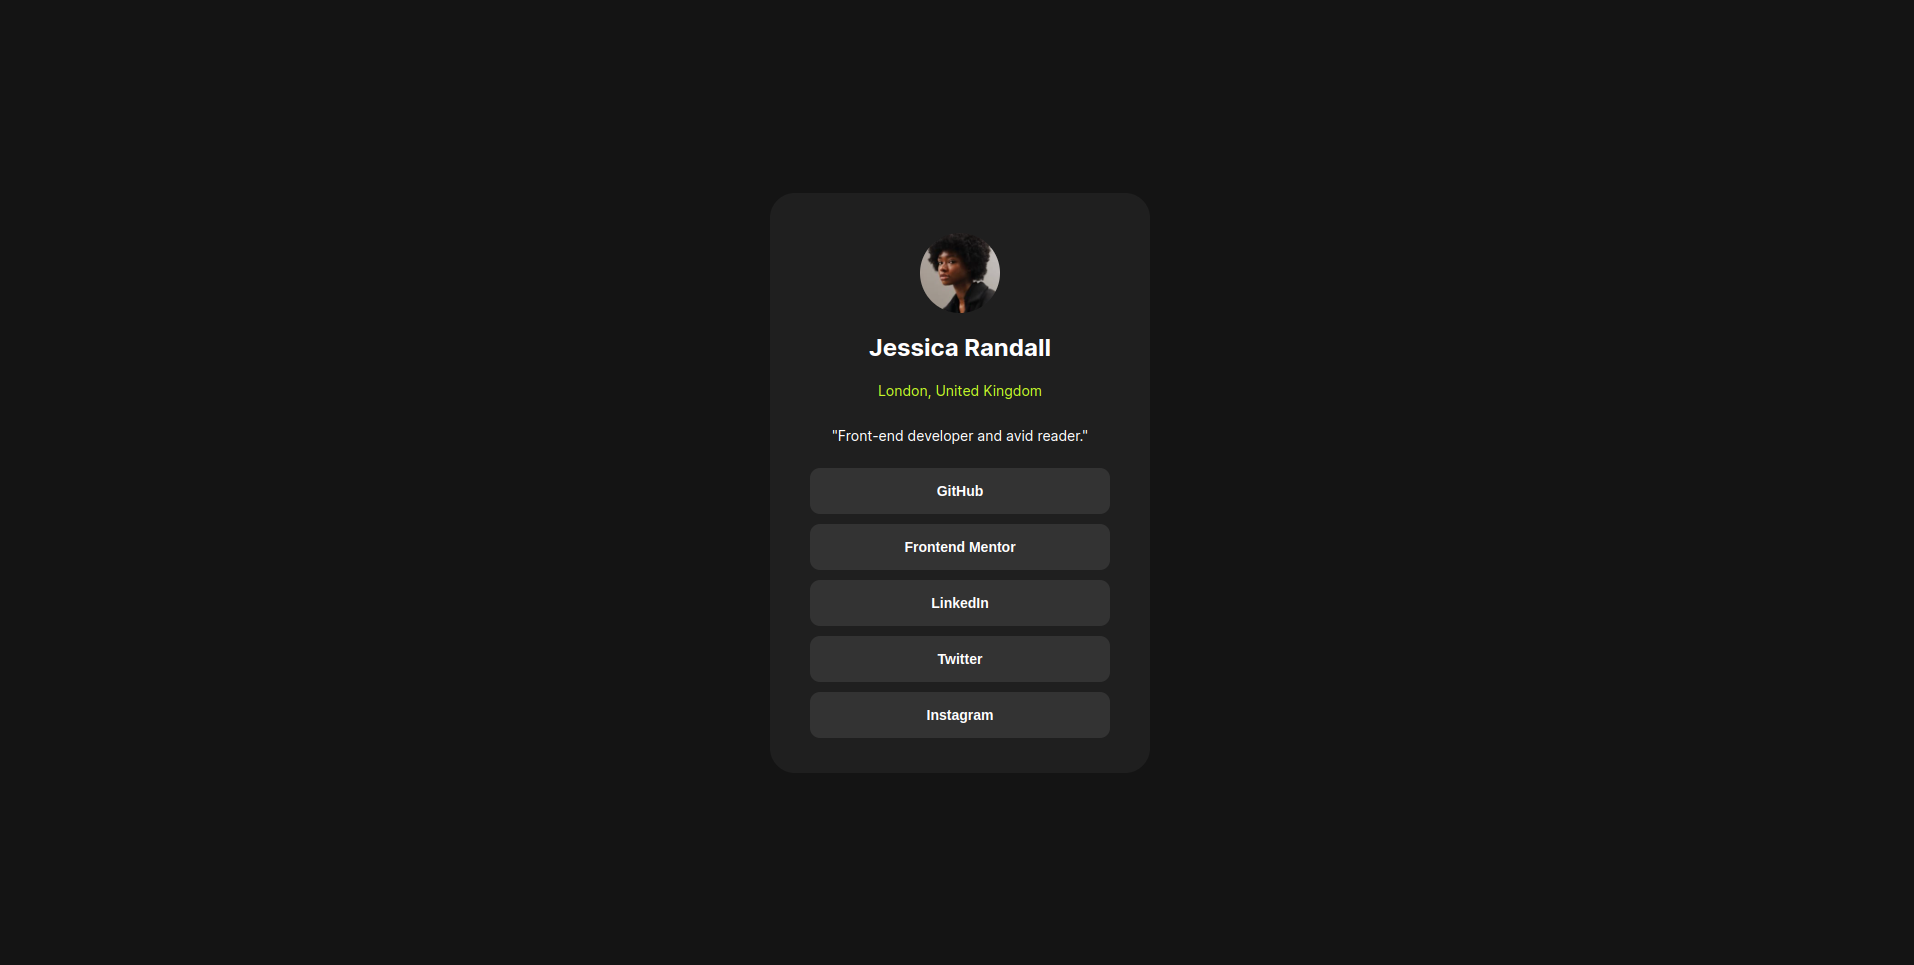 Jessica Randall
London, United Kingdom
"Front-end developer and avid reader."
GitHub
Frontend Mentor
LinkedIn
Twitter
Instagram